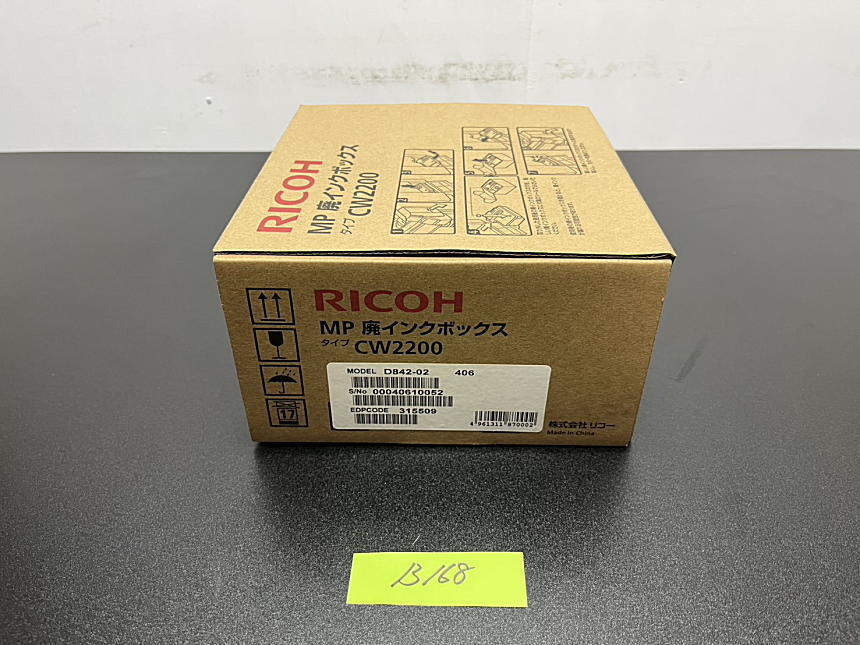 RICOH
MP 廃インクボックス
タイプ CW2200
RICOH
MP 廃インクボックス
タイプ CW2200
MODEL D842-02 406
S/No 00040610052
EDPCODE 315509
4 961311 870002
17
株式会社 リコー
Made in China
B168